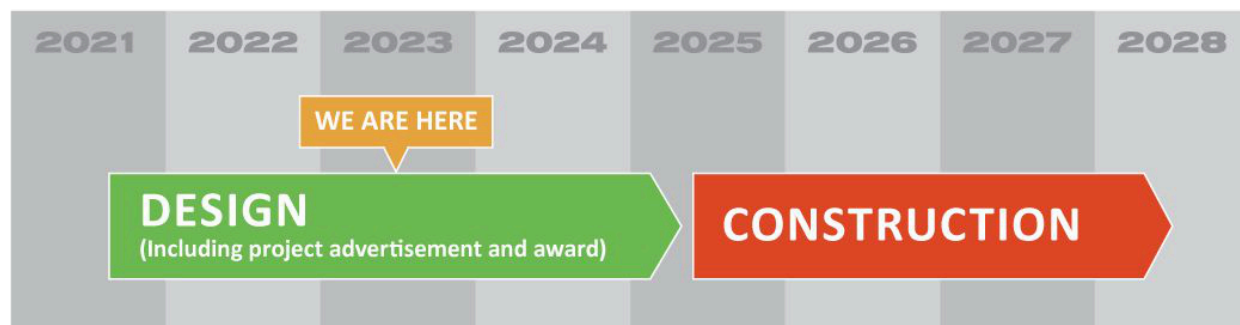 2021 2022 2023 2024 2025 2026 2027 2028
WE ARE HERE
DESIGN
(Including project advertisement and award)
CONSTRUCTION